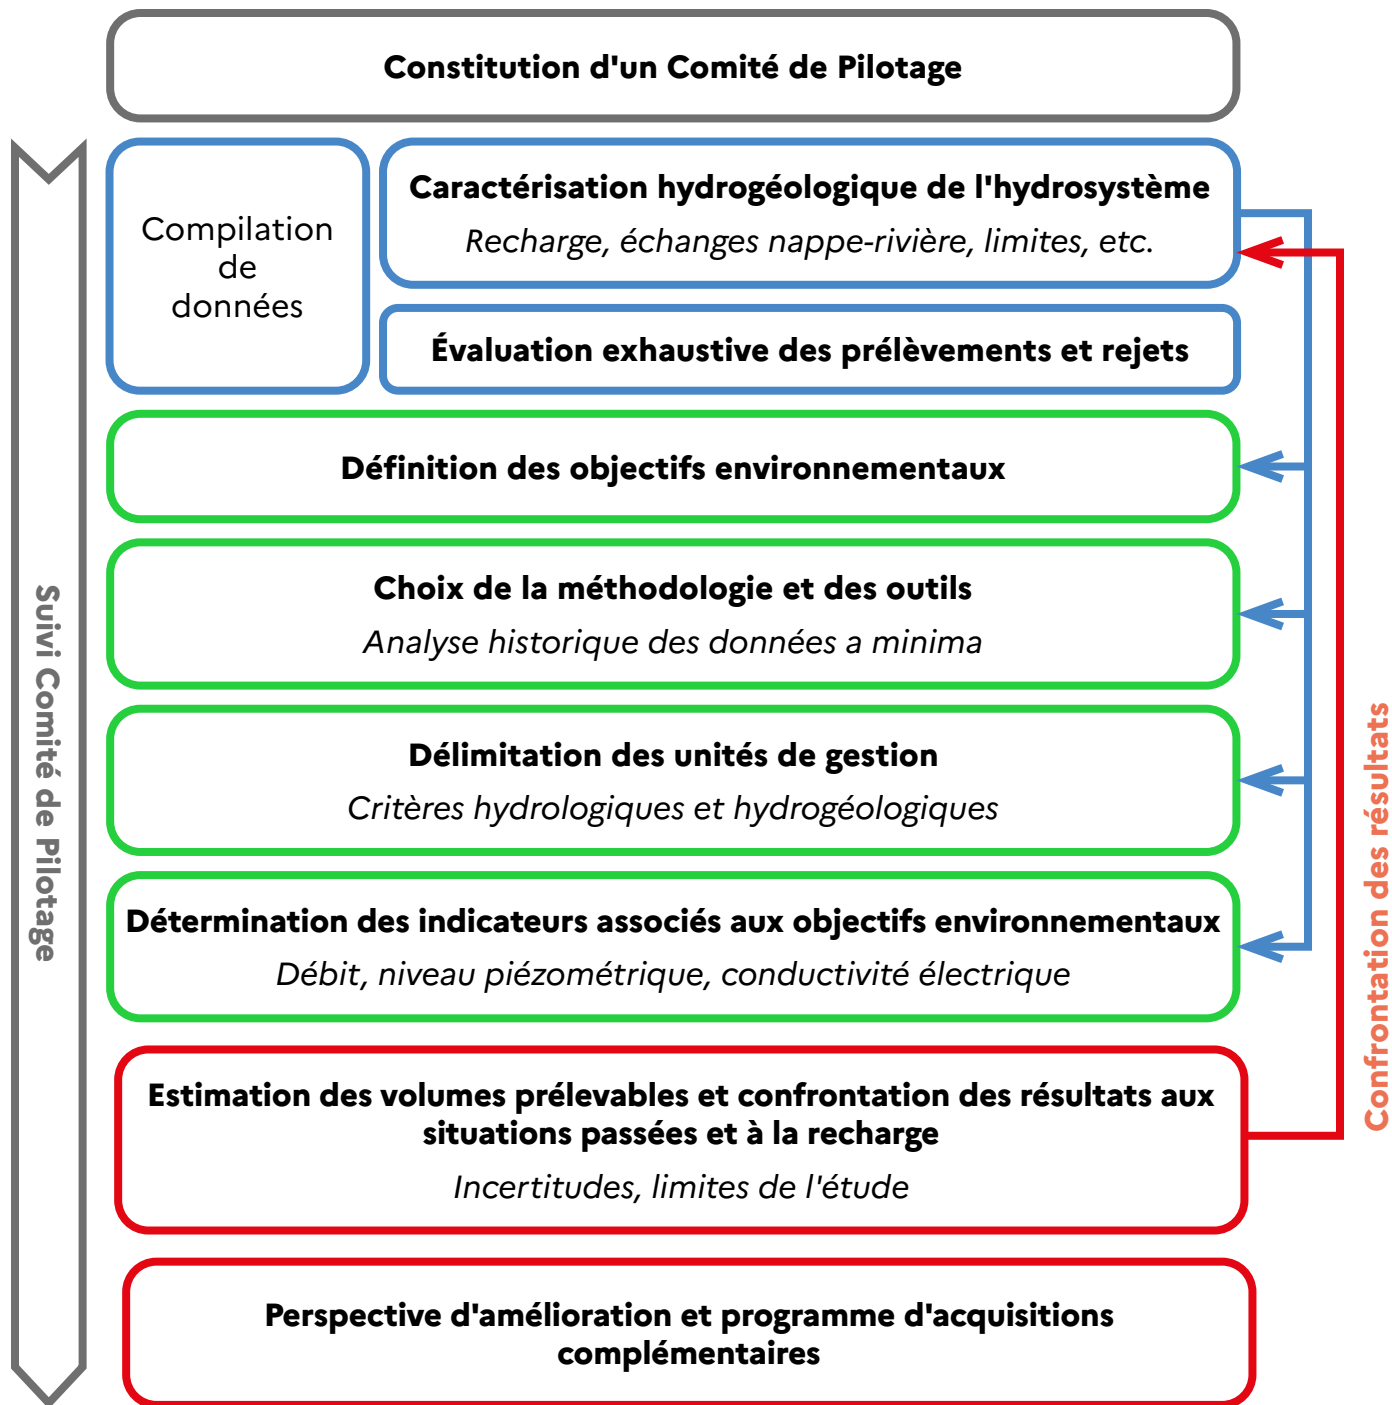 Constitution d'un Comité de Pilotage
Compilation
de
données
Caractérisation hydrogéologique de l'hydrosystème
Recharge, échanges nappe-rivière, limites, etc.
Évaluation exhaustive des prélèvements et rejets
Définition des objectifs environnementaux
Choix de la méthodologie et des outils
Analyse historique des données a minima
Délimitation des unités de gestion
Critères hydrologiques et hydrogéologiques
Détermination des indicateurs associés aux objectifs environnementaux
Débit, niveau piézométrique, conductivité électrique
Estimation des volumes prélevables et confrontation des résultats aux
situations passées et à la recharge
Incertitudes, limites de l'étude
Perspective d'amélioration et programme d'acquisitions
complémentaires
Suivi Comité de Pilotage
Confrontation des résultats